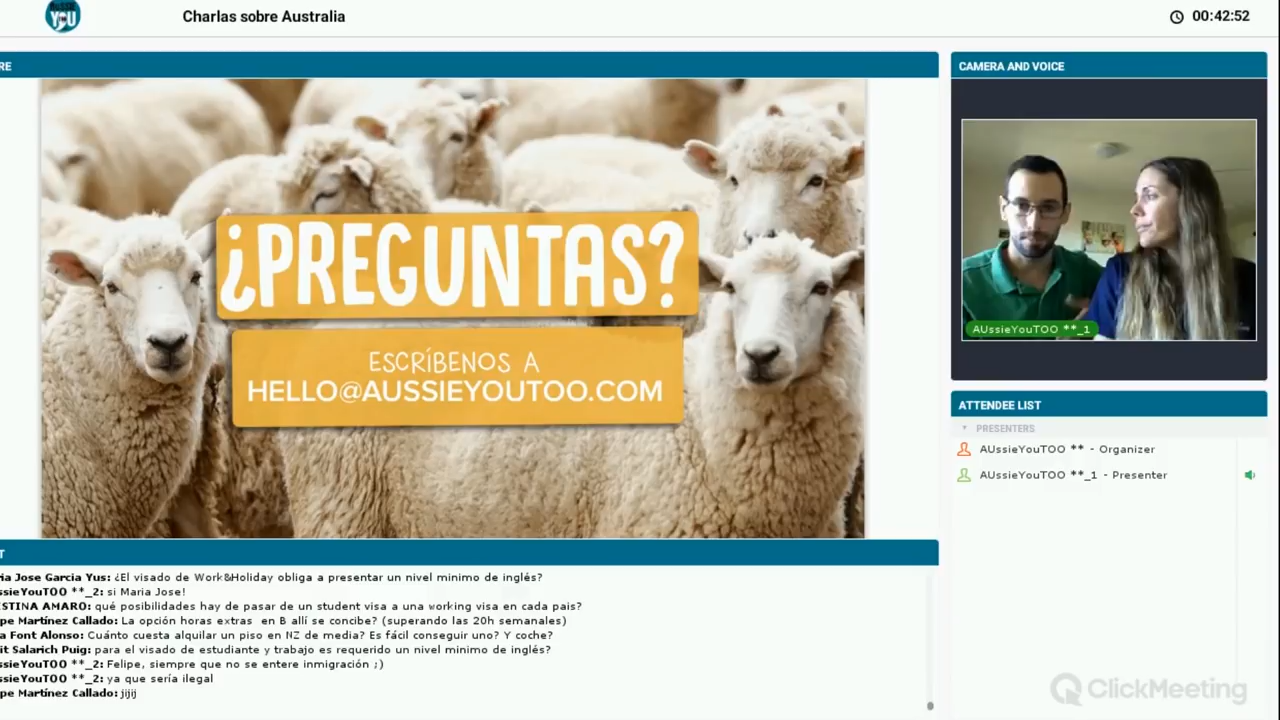 YOU
Charlas sobre Australia
00:42:52
RE
CAMERA AND VOICE
¿PREGUNTAS?
ESCRÍBENOS A
HELLO@AUSSIEYOUTOO.COM
AUssieYouTOO **_1
ATTENDEE LIST
PRESENTERS
AUssieYouTOO ** - Organizer
AUssieYouTOO **_1 - Presenter
T
ia Jose Garcia Yus: ¿El visado de Work&Holiday obliga a presentar un nivel minimo de inglés?
ssieYouTOO **_2: si Maria Jose!
STINA AMARO: qué posibilidades hay de pasar de un student visa a una working visa en cada pais?
pe Martínez Callado: La opción horas extras en B allí se concibe? (superando las 20h semanales)
a Font Alonso: Cuánto cuesta alquilar un piso en NZ de media? Es fácil conseguir uno? Y coche?
it Salarich Puig: para el visado de estudiante y trabajo es requerido un nivel minimo de inglés?
ssieYouTOO **_2: Felipe, siempre que no se entere inmigración ;)
ssieYouTOO **_2: ya que sería ilegal
pe Martínez Callado: jijij
ClickMeeting